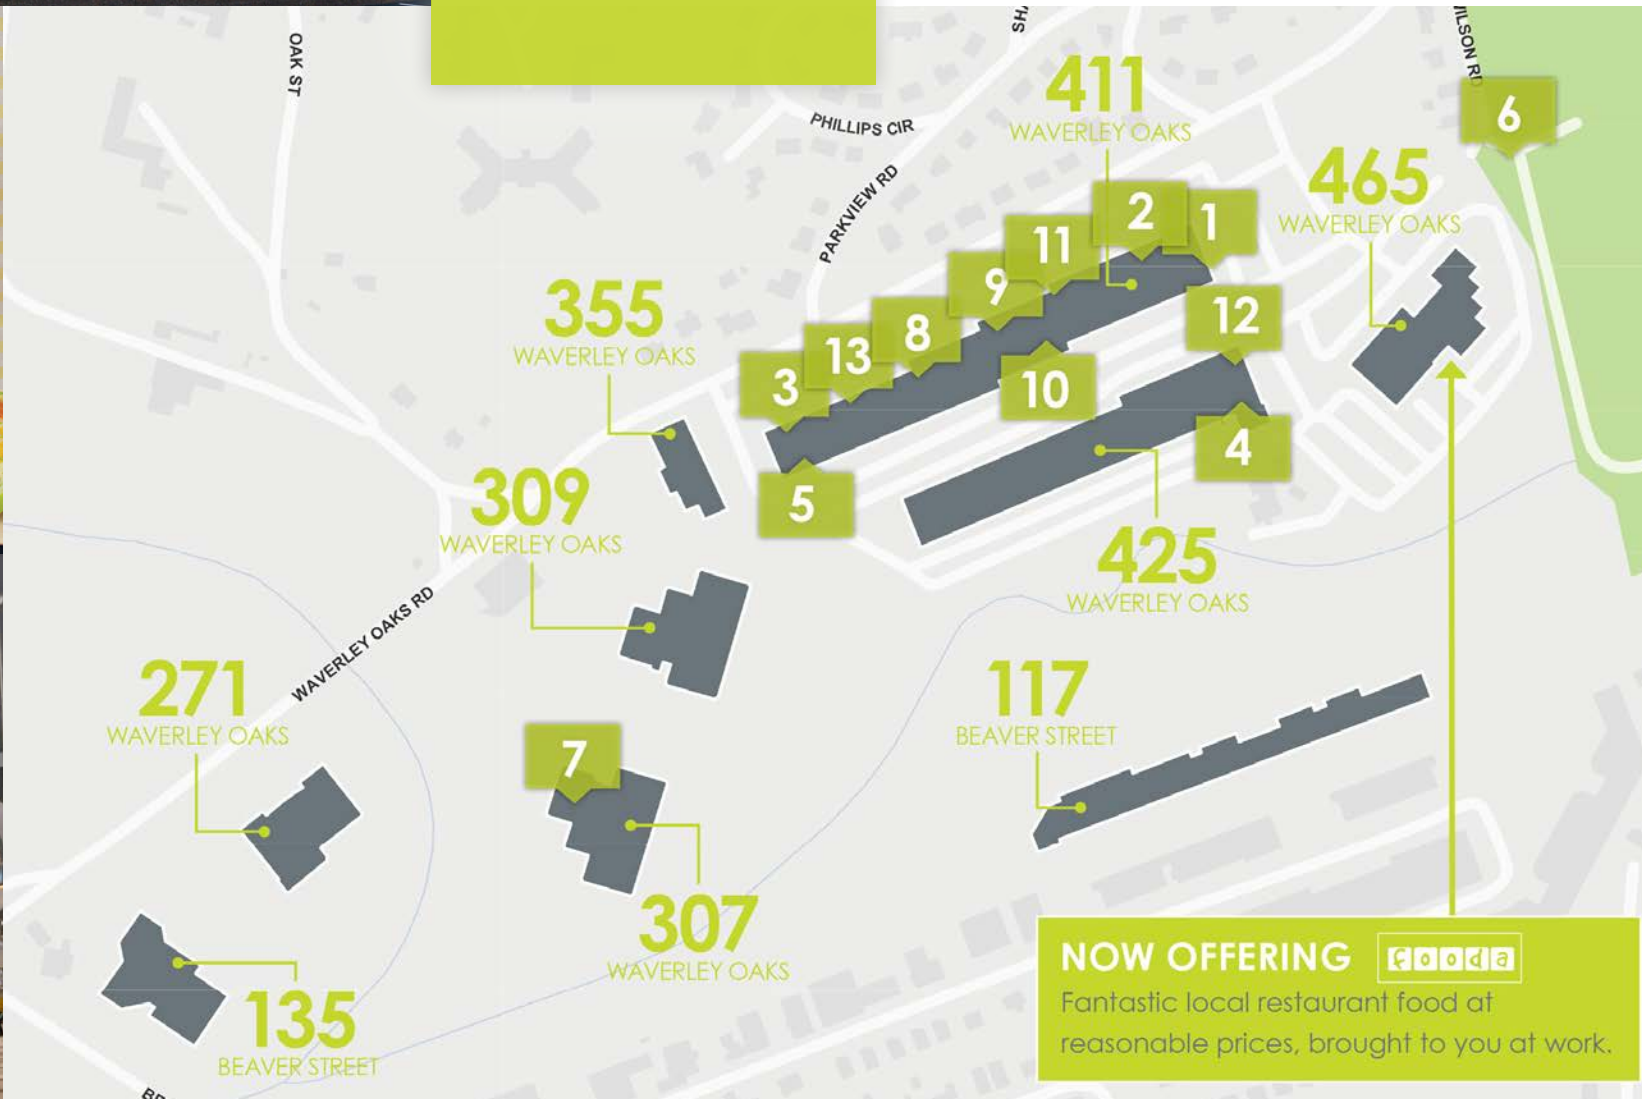 OAK ST
PHILLIPS CIR
PARKVIEW RD
411
WAVERLEY OAKS
6
465
WAVERLEY OAKS
2
1
11
9
12
355
WAVERLEY OAKS
8
13
3
10
4
5
309
WAVERLEY OAKS
425
WAVERLEY OAKS
WAVERLEY OAKS RD
271
WAVERLEY OAKS
117
BEAVER STREET
7
307
WAVERLEY OAKS
135
BEAVER STREET
NOW OFFERING fooda
Fantastic local restaurant food at
reasonable prices, brought to you at work.